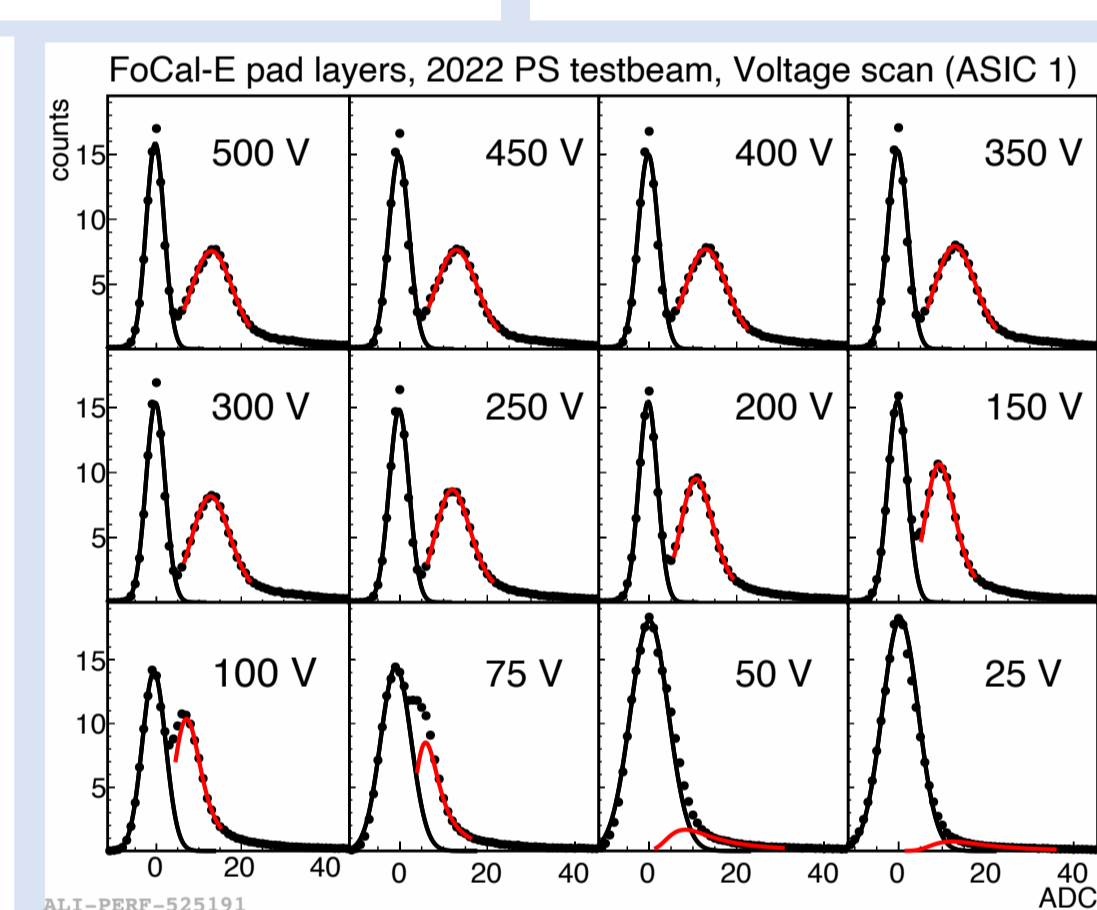 FoCal-E pad layers, 2022 PS testbeam, Voltage scan (ASIC 1)
counts
500 V 450 V 400 V 350 V
15
10
5
300 V 250 V 200 V 150 V
15
10
5
100 V 75 V 50 V 25 V
15
10
5
0 20 40 0 20 40 0 20 40 0 20 40
ADC
ALI-PERF-525191